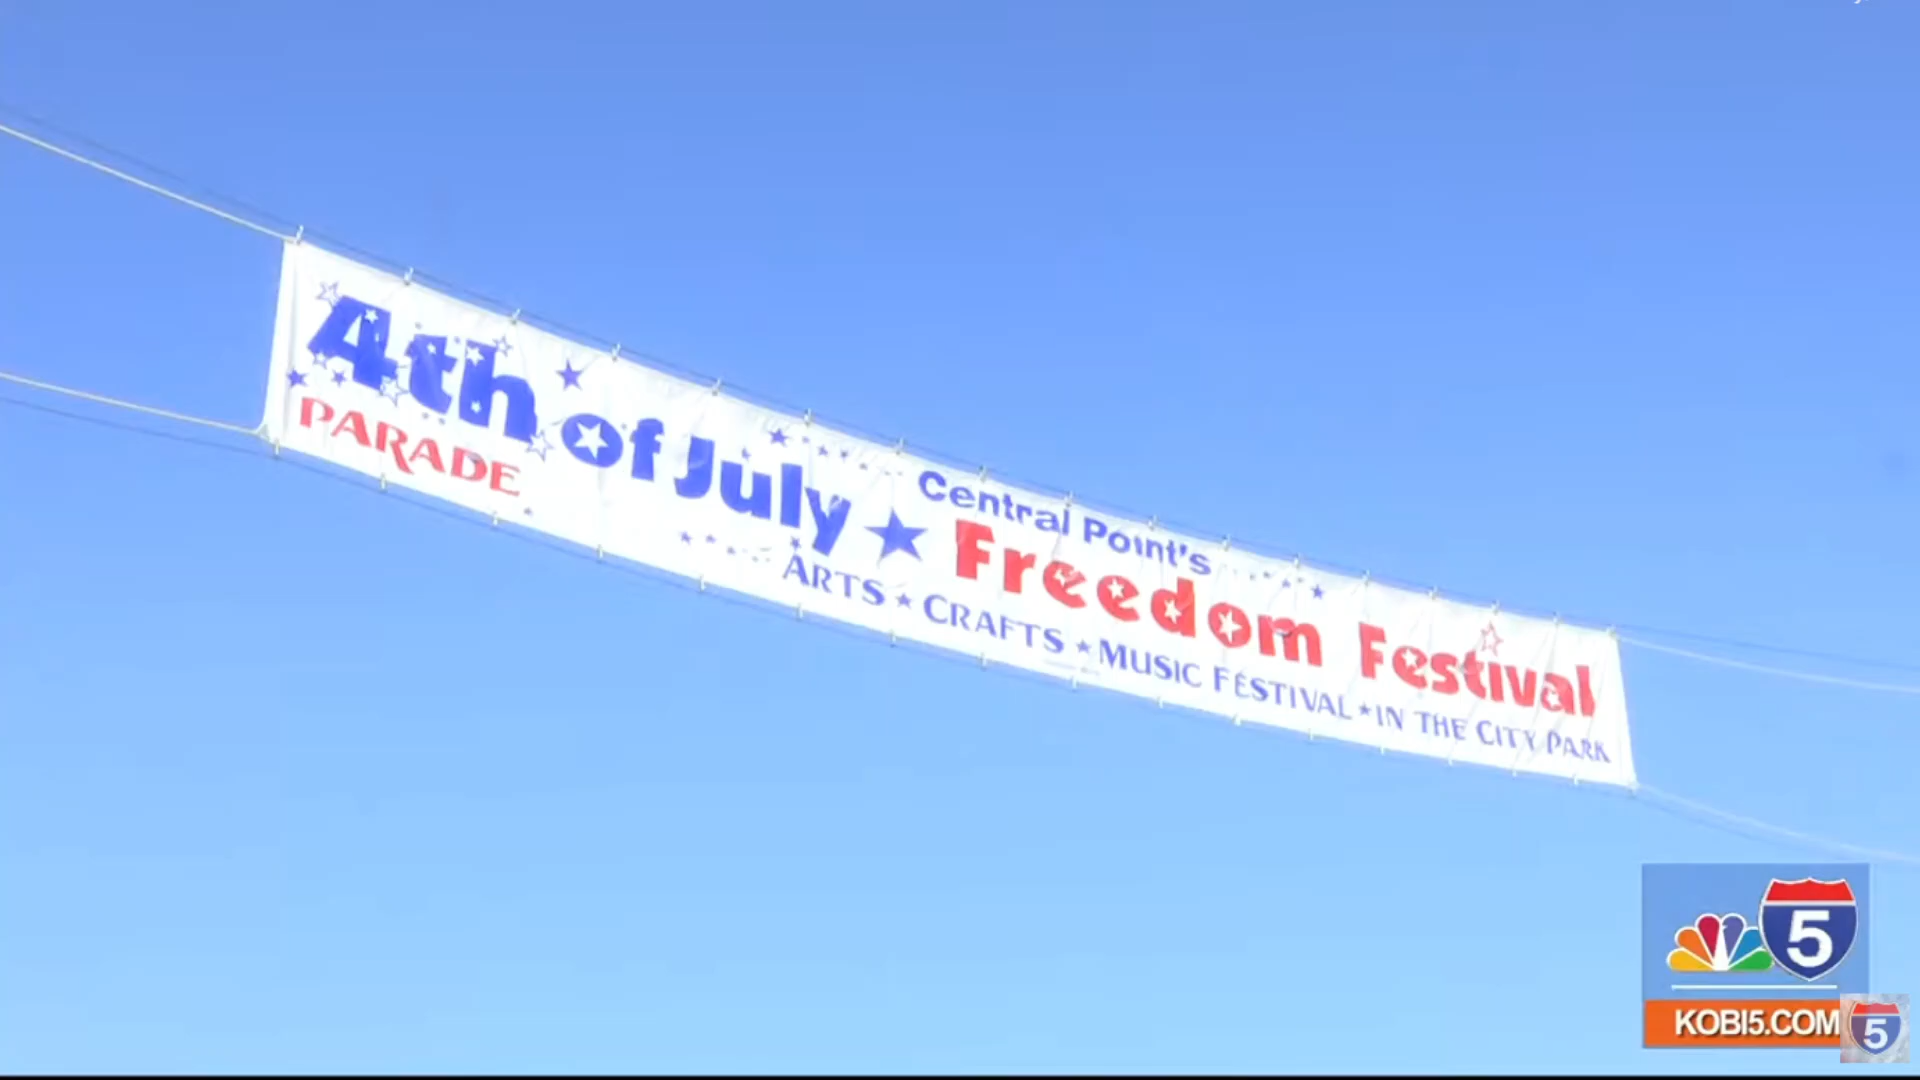 4th of July
PARADE
Central Point's
Freedom Festival
ARTS ★ CRAFTS ★ MUSIC FESTIVAL ★ IN THE CITY PARK
5
KOBI5.COM
5